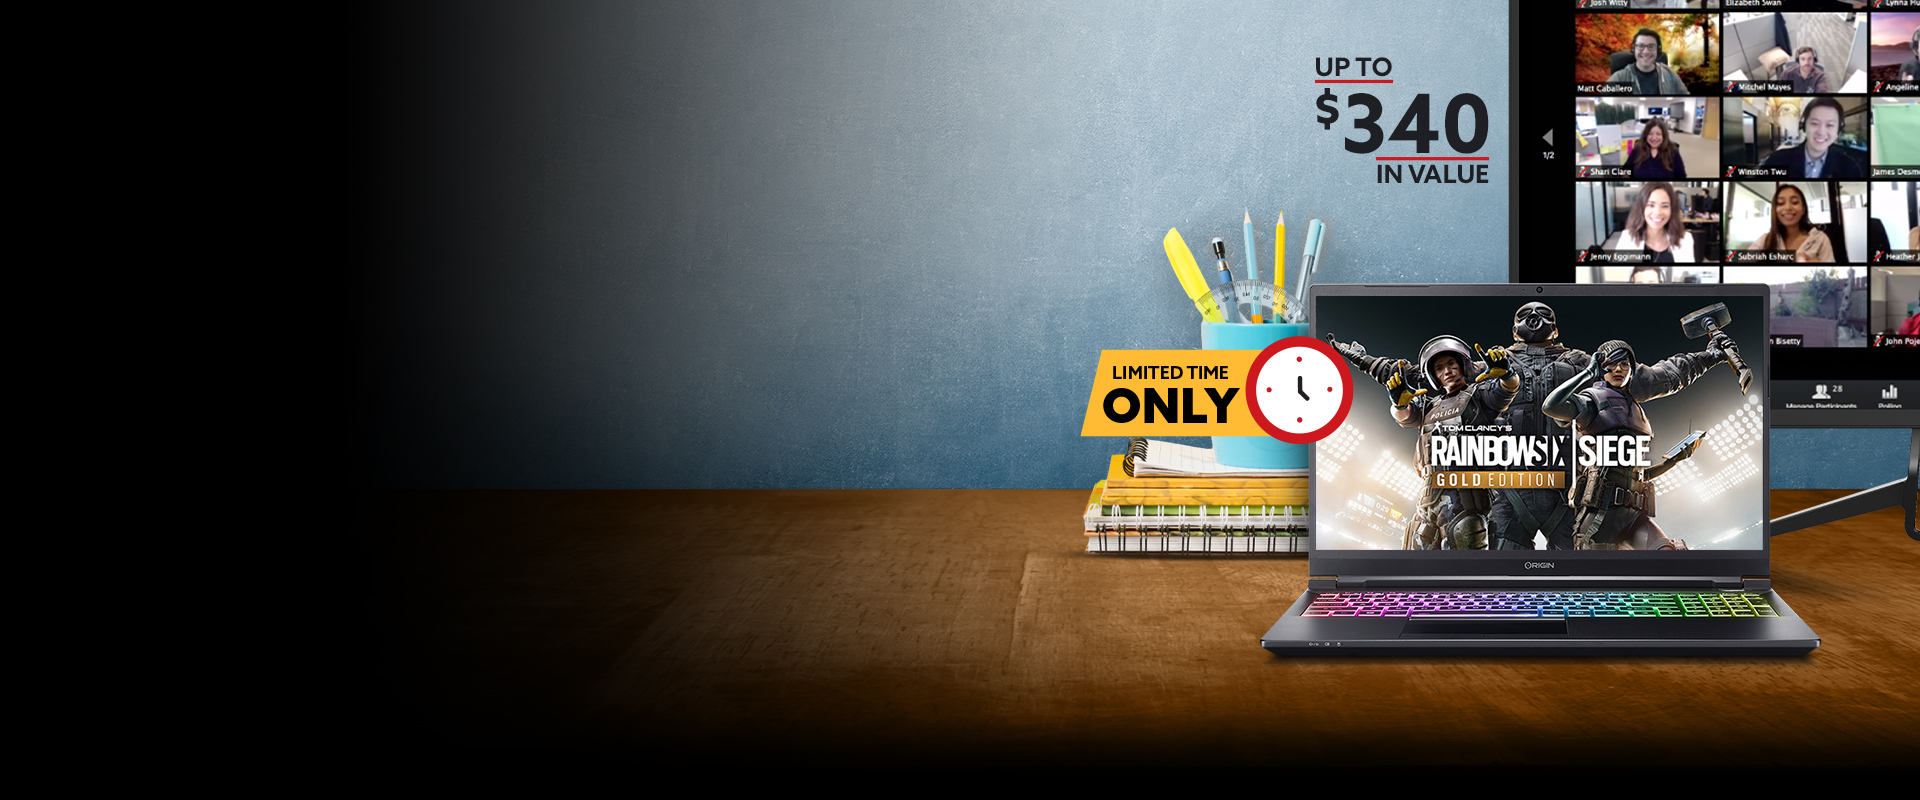 Josh Witty
Elizabeth Swan
Lynna Hu
UP TO
$340
IN VALUE
Matt Caballero
Mitchel Mayes
Angeline
1/2
Shari Clare
Winston Twu
James Desm
Jenny Eggimann
Subriah Esharc
Heather J
Bisetty
John Poje
LIMITED TIME
ONLY
28
Manage Participants
Polling
POLICIA
TOM CLANCY'S
RAINBOW SIX | SIEGE
GOLD EDITION
ORIGIN